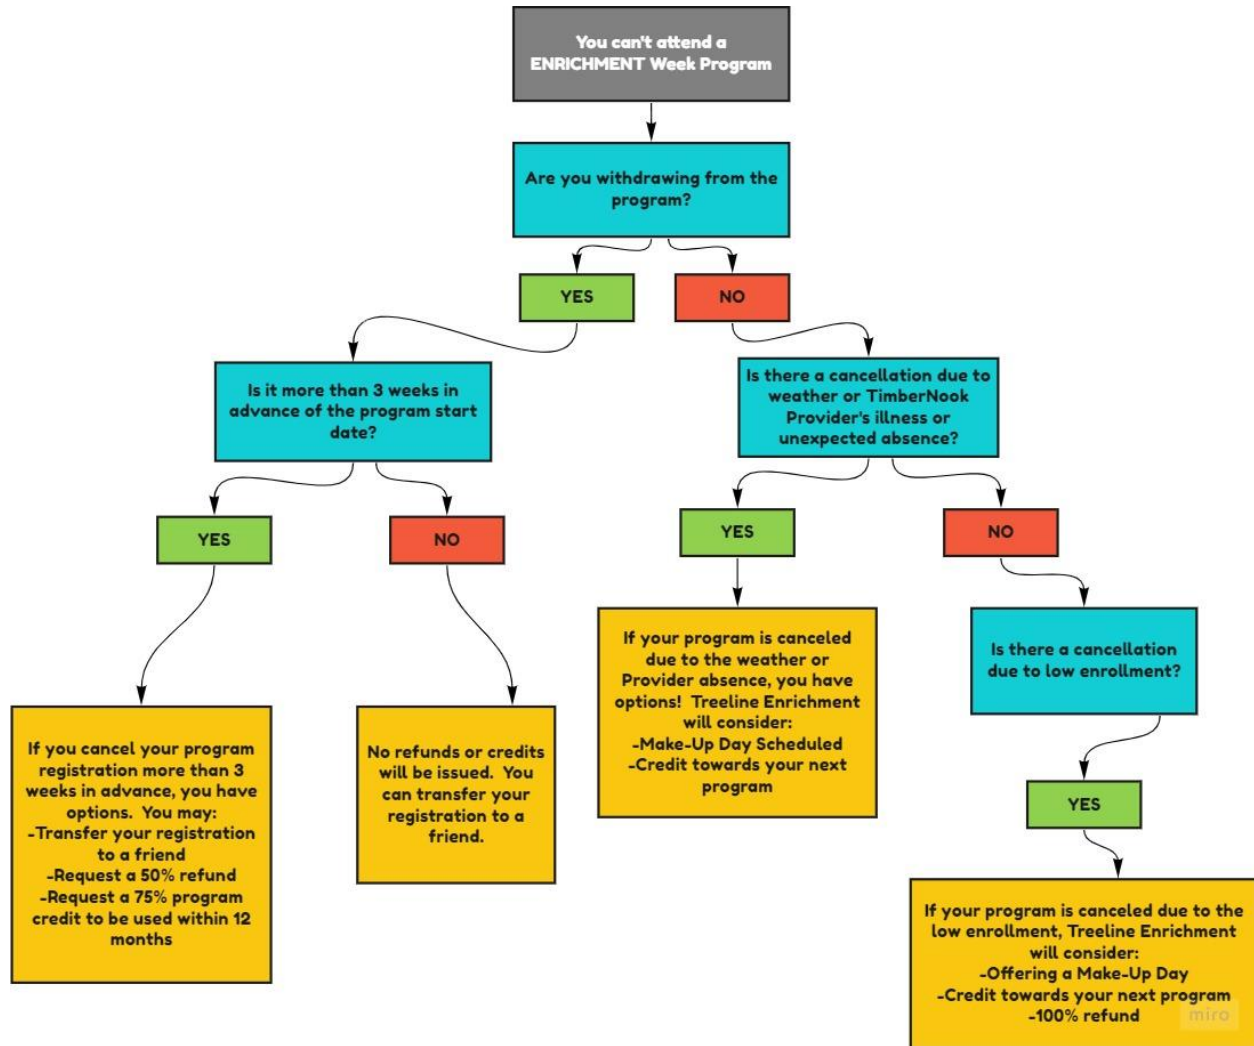 You can't attend a
ENRICHMENT Week Program
Are you withdrawing from the
program?
YES
NO
Is it more than 3 weeks in
advance of the program start
date?
Is there a cancellation due to
weather or TimberNook
Provider's illness or
unexpected absence?
YES
NO
YES
NO
If your program is canceled
due to the weather or
Provider absence, you have
options! Treeline Enrichment
will consider:
-Make-Up Day Scheduled
-Credit towards your next
program
Is there a cancellation
due to low enrollment?
If you cancel your program
registration more than 3
weeks in advance, you have
options. You may:
-Transfer your registration
to a friend
-Request a 50% refund
-Request a 75% program
credit to be used within 12
months
No refunds or credits
will be issued. You
can transfer your
registration to a
friend.
YES
If your program is canceled due to the
low enrollment, Treeline Enrichment
will consider:
-Offering a Make-Up Day
-Credit towards your next program
-100% refund
miro